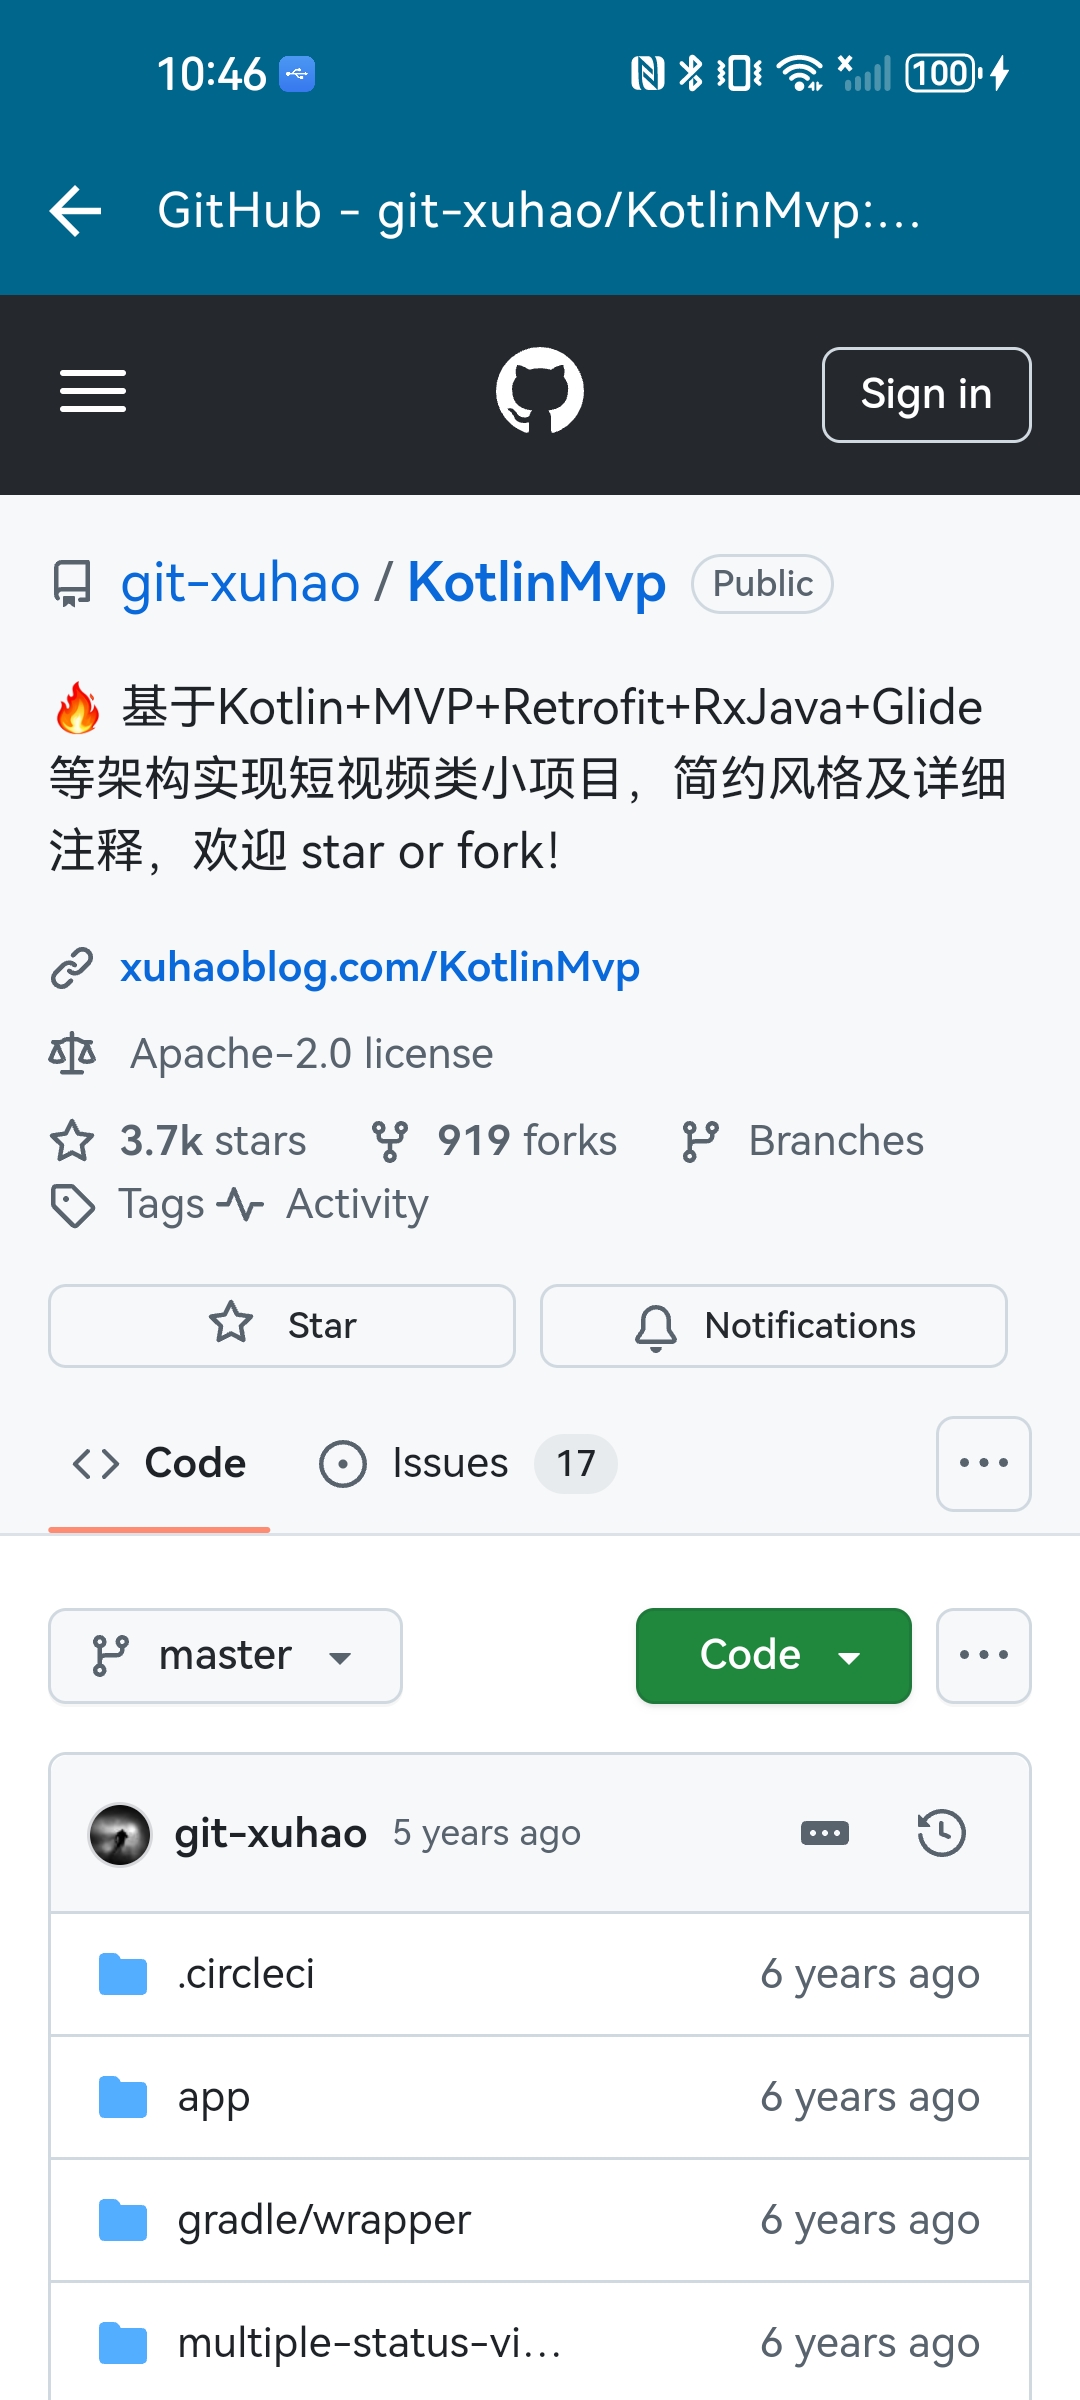 10:46
100
GitHub - git-xuhao/KotlinMvp:...
Sign in
git-xuhao / KotlinMvp Public
🔥 基于Kotlin+MVP+Retrofit+RxJava+Glide
等架构实现短视频类小项目，简约风格及详细
注释，欢迎 star or fork！
xuhaoblog.com/KotlinMvp
Apache-2.0 license
3.7k stars 919 forks Branches
Tags Activity
Star Notifications
Code Issues 17
master Code
git-xuhao 5 years ago
.circleci 6 years ago
app 6 years ago
gradle/wrapper 6 years ago
multiple-status-vi... 6 years ago